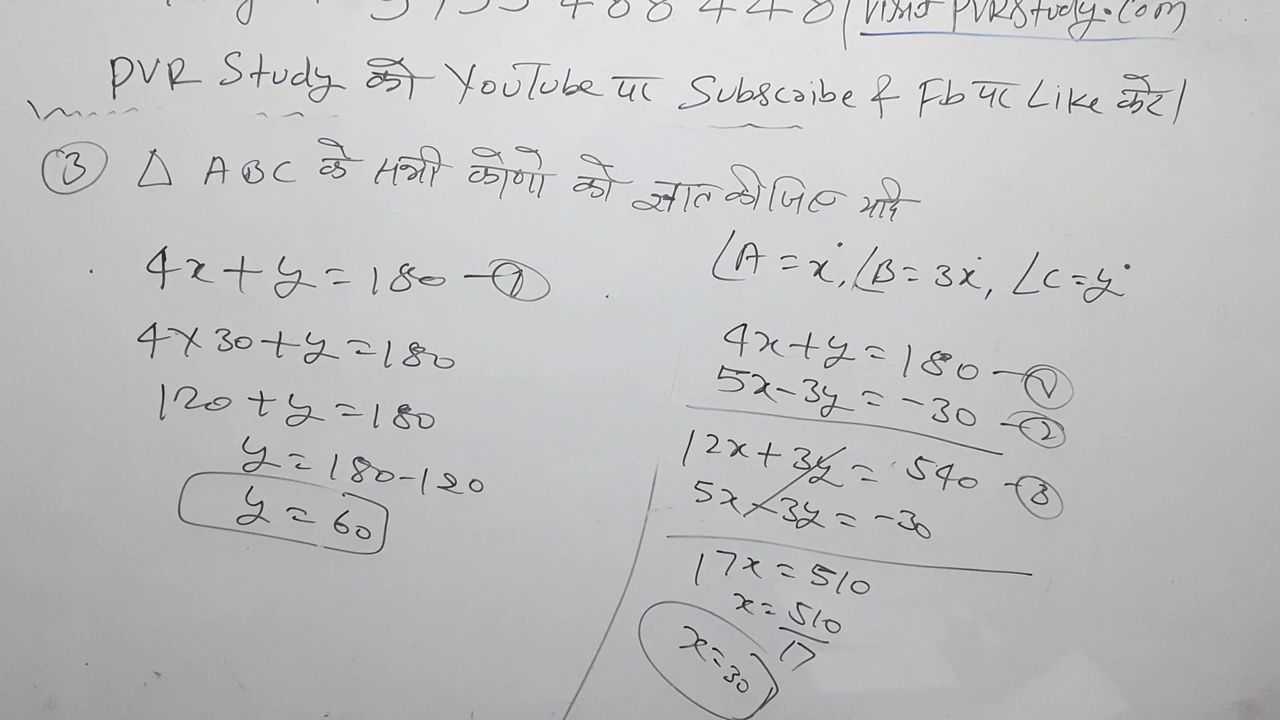 visit PVRStudy.com
PVR Study को YouTube पर Subscribe & Fb पर Like करे।
③ △ ABC के सभी कोणो को ज्ञात कीजिए यदि
∠A = x°, ∠B = 3x°, ∠C = y°
4x + y = 180 — ①
4 × 30 + y = 180
120 + y = 180
y = 180 - 120
y = 60
4x + y = 180 — ①
5x - 3y = -30 — ②
12x + 3y = 540 — ③
5x - 3y = -30
17x = 510
x = 510/17
x = 30